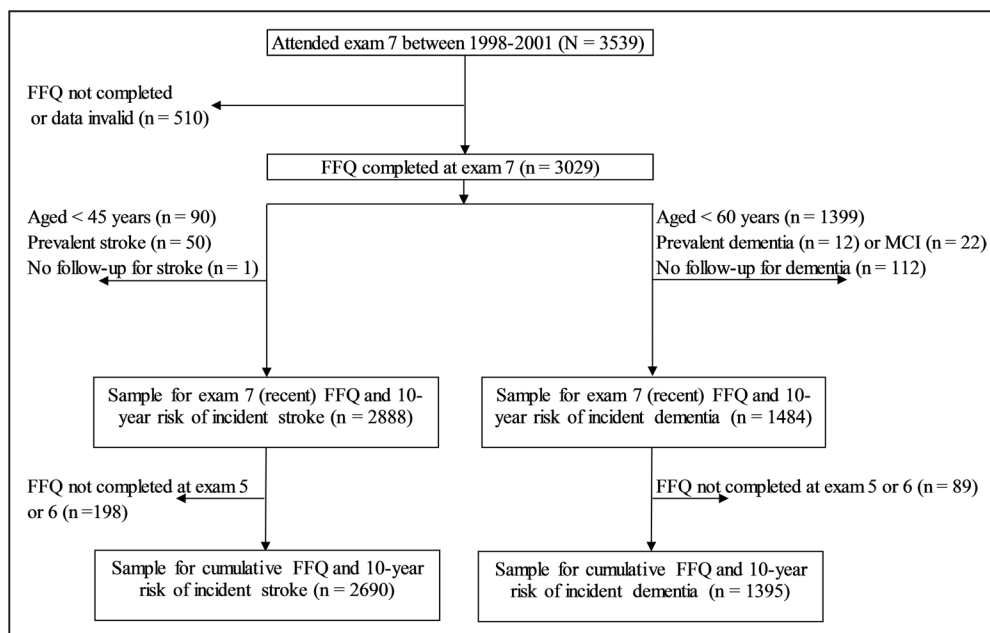 Attended exam 7 between 1998-2001 (N = 3539)
FFQ not completed
or data invalid (n = 510)
FFQ completed at exam 7 (n = 3029)
Aged < 45 years (n = 90)
Prevalent stroke (n = 50)
No follow-up for stroke (n = 1)
Aged < 60 years (n = 1399)
Prevalent dementia (n = 12) or MCI (n = 22)
No follow-up for dementia (n = 112)
Sample for exam 7 (recent) FFQ and 10-
year risk of incident stroke (n = 2888)
Sample for exam 7 (recent) FFQ and 10-
year risk of incident dementia (n = 1484)
FFQ not completed at exam 5
or 6 (n =198)
FFQ not completed at exam 5 or 6 (n = 89)
Sample for cumulative FFQ and 10-year
risk of incident stroke (n = 2690)
Sample for cumulative FFQ and 10-year
risk of incident dementia (n = 1395)